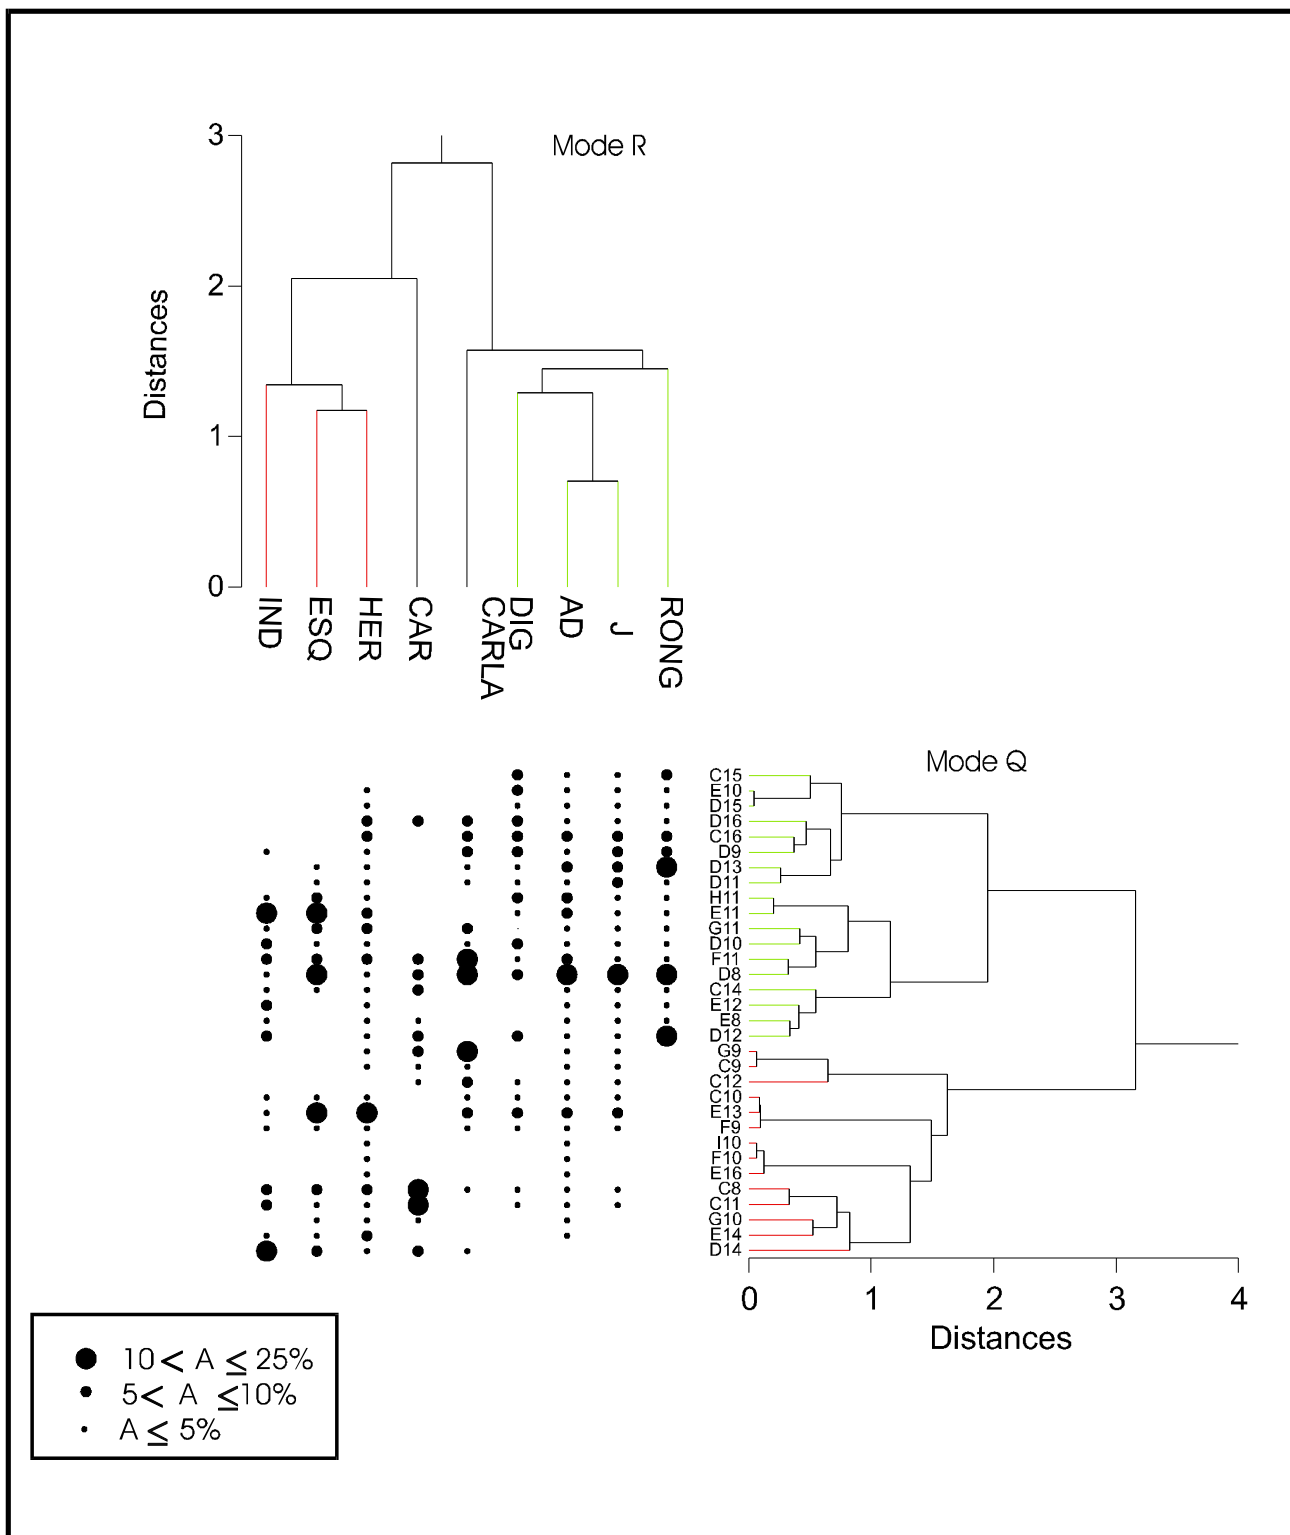 Mode R
3
2
1
0
Distances
IND
ESQ
HER
CAR
CARLA
DIG
AD
J
RONG
Mode Q
C15
E10
D15
D16
C16
D9
D13
D11
H11
E11
G11
D10
F11
D8
C14
E12
E8
D12
G9
C9
C12
C10
E13
F9
I10
F10
E16
C8
C11
G10
E14
D14
0 1 2 3 4
Distances
10 < A ≤ 25%
5 < A ≤10%
A ≤ 5%